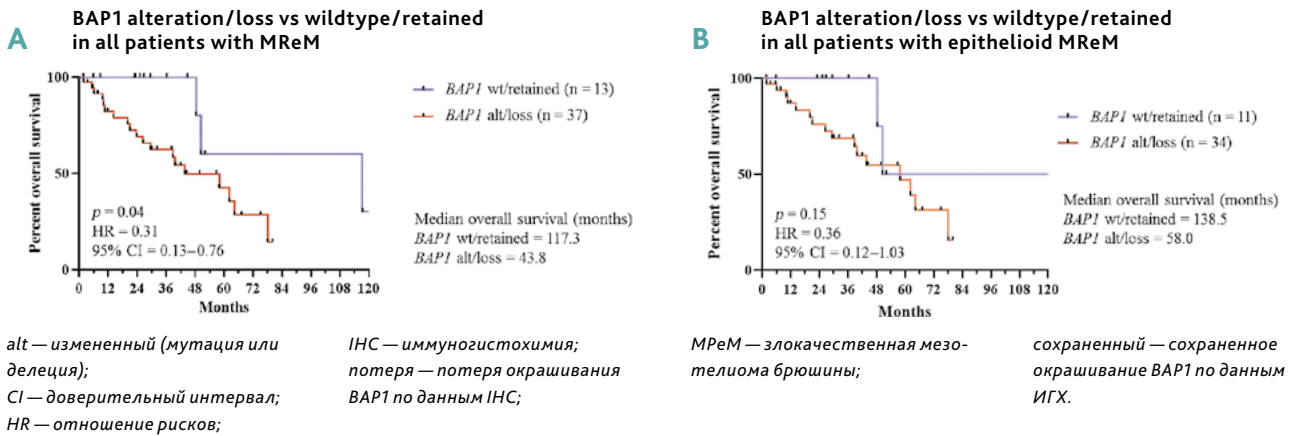 A
BAP1 alteration/loss vs wildtype/retained
in all patients with MReM
Percent overall survival
100
50
0
p = 0.04
HR = 0.31
95% CI = 0.13–0.76
0 12 24 36 48 60 72 84 96 108 120
Months
BAP1 wt/retained (n = 13)
BAP1 alt/loss (n = 37)
Median overall survival (months)
BAP1 wt/retained = 117.3
BAP1 alt/loss = 43.8
B
BAP1 alteration/loss vs wildtype/retained
in all patients with epithelioid MReM
Percent overall survival
100
50
0
p = 0.15
HR = 0.36
95% CI = 0.12–1.03
0 12 24 36 48 60 72 84 96 108 120
Months
BAP1 wt/retained (n = 11)
BAP1 alt/loss (n = 34)
Median overall survival (months)
BAP1 wt/retained = 138.5
BAP1 alt/loss = 58.0
alt — измененный (мутация или
делеция);
CI — доверительный интервал;
HR — отношение рисков;
IHC — иммуногистохимия;
потеря — потеря окрашивания
BAP1 по данным IHC;
MPeM — злокачественная мезо-
телиома брюшины;
сохраненный — сохраненное
окрашивание BAP1 по данным
ИГХ.